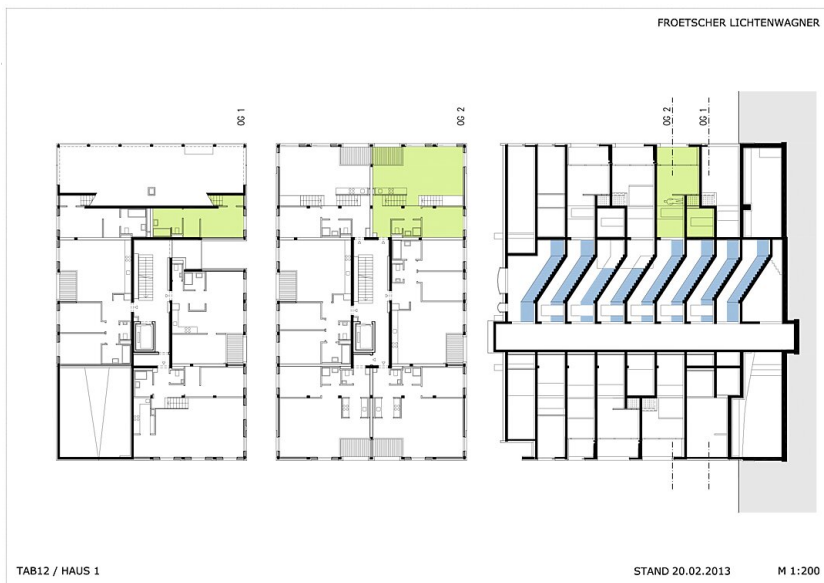 FROETSCHER LICHTENWAGNER
OG 1
OG 2
OG 2
OG 1
TAB12 / HAUS 1
STAND 20.02.2013
M 1:200